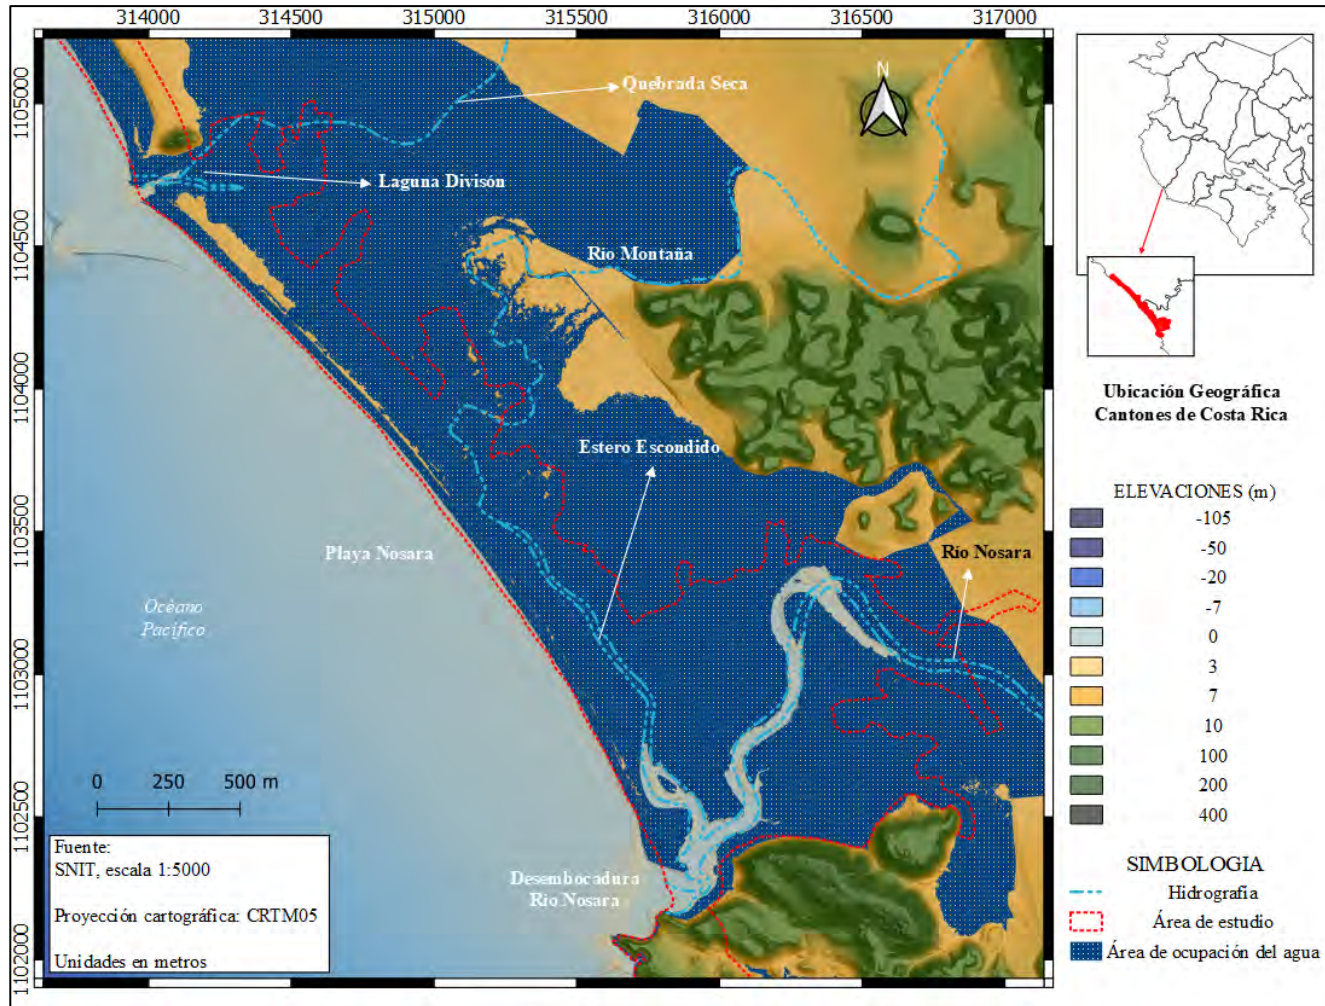 314000 314500 315000 315500 316000 316500 317000
1105000
1104500
1104000
1103500
1103000
1102500
1102000
N
Quebrada Seca
Laguna Divisón
Río Montaña
Estero Escondido
Playa Nosara
Río Nosara
Océano
Pacífico
0 250 500 m
Desembocadura
Río Nosara
Fuente:
SNIT, escala 1:5000
Proyección cartográfica: CRTM05
Unidades en metros
Ubicación Geográfica
Cantones de Costa Rica
ELEVACIONES (m)
-105
-50
-20
-7
0
3
7
10
100
200
400
SIMBOLOGIA
Hidrografía
Área de estudio
Área de ocupación del agua